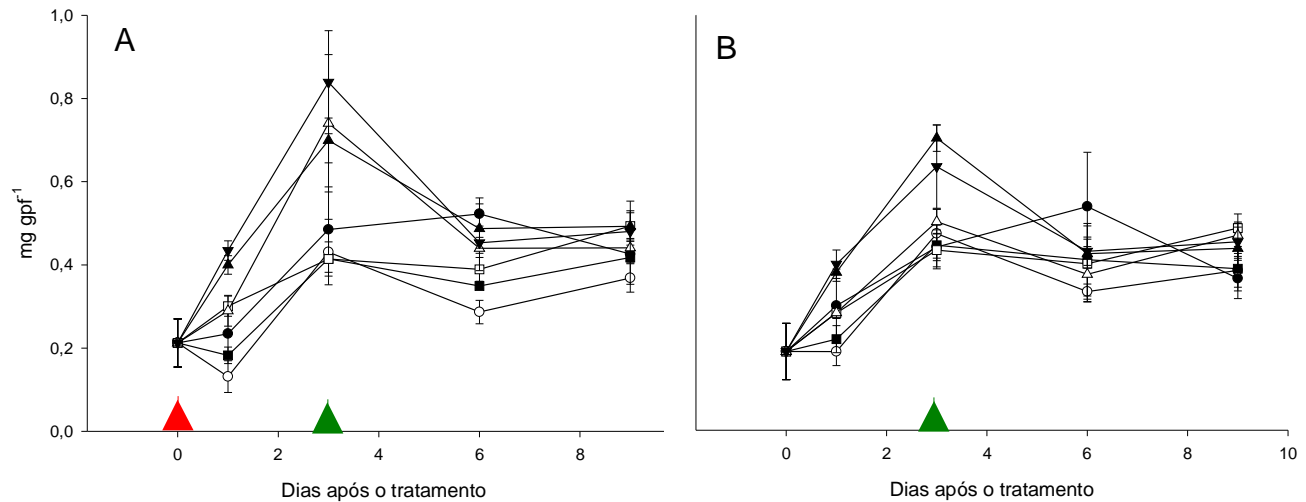 A
B
1,0
0,8
0,6
0,4
0,2
0,0
mg gpf-1
0 2 4 6 8
0 2 4 6 8 10
Dias após o tratamento
Dias após o tratamento